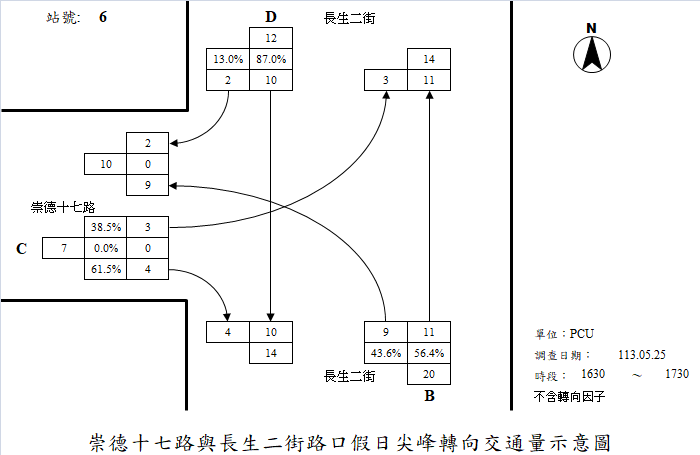 站號: 6
D
長生二街
N
12
13.0% 87.0%
2 10
14
3 11
2
10 0
9
崇德十七路
38.5% 3
C 7 0.0% 0
61.5% 4
4 10
14
9 11
43.6% 56.4%
20
長生二街
B
單位：PCU
調查日期： 113.05.25
時段： 1630 ～ 1730
不含轉向因子
崇德十七路與長生二街路口假日尖峰轉向交通量示意圖